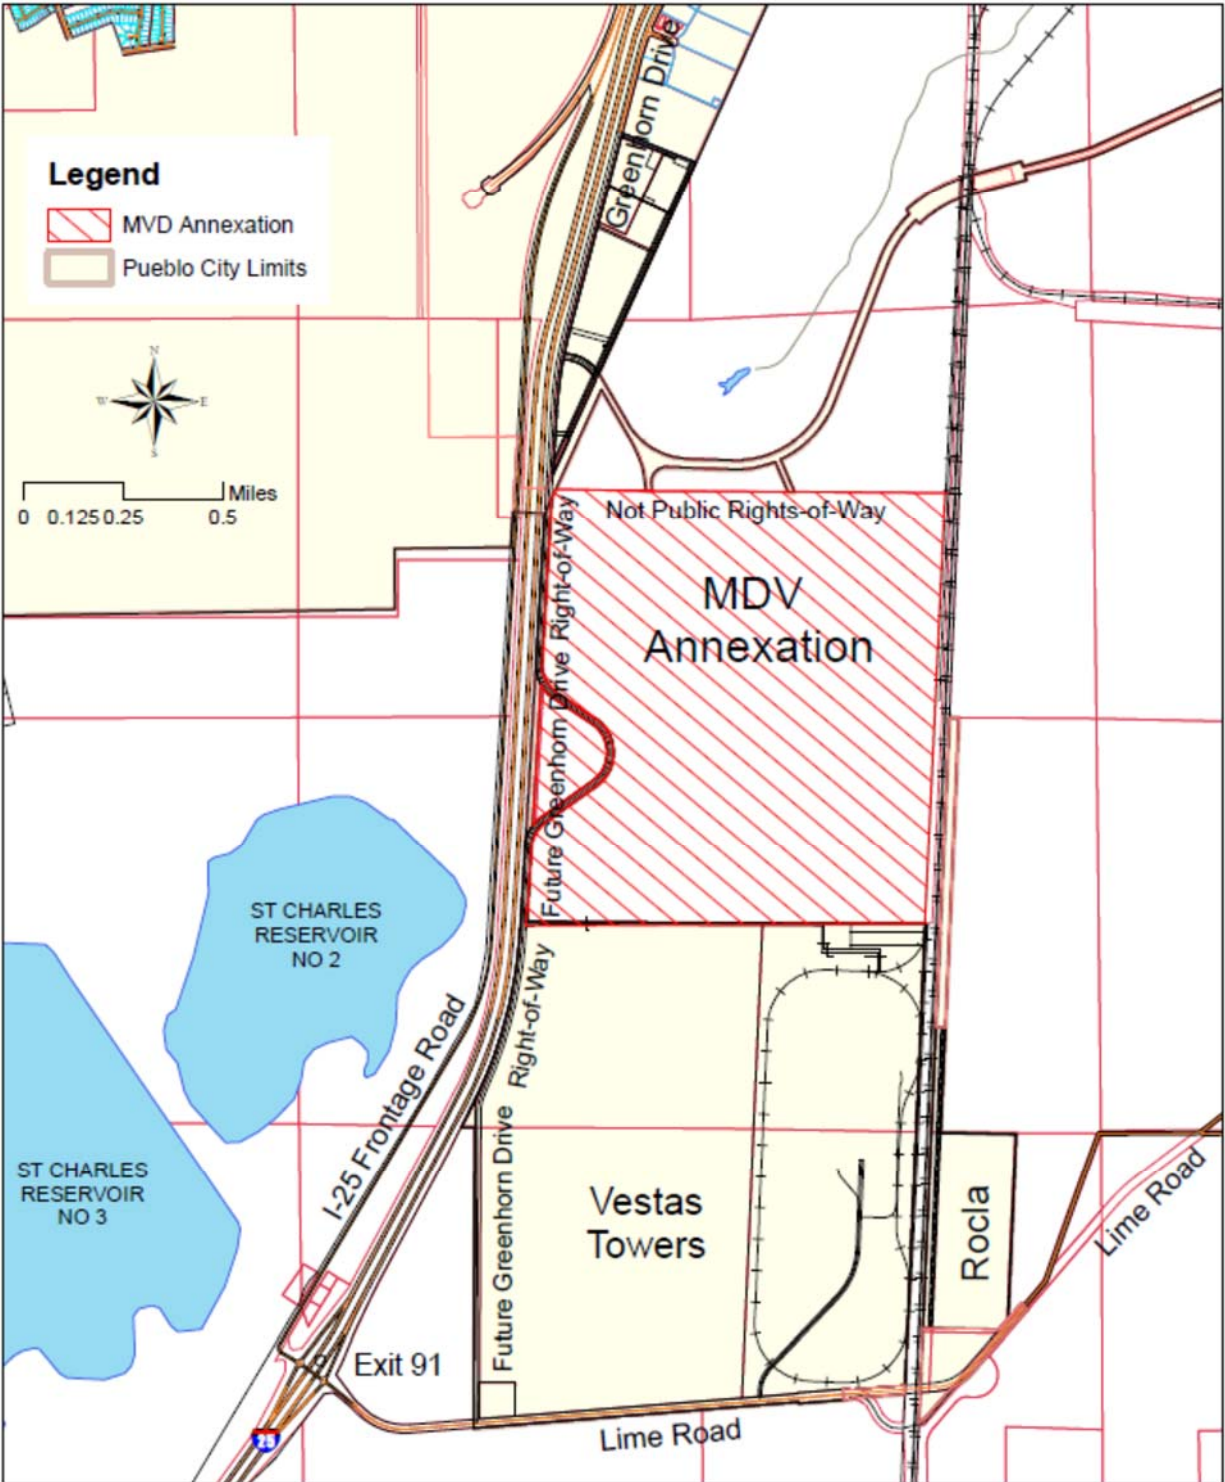 Greenhorn Drive
Legend
MVD Annexation
Pueblo City Limits
N
W
E
S
Miles
0 0.125 0.25 0.5
Not Public Rights-of-Way
Future Greenhorn Drive Right-of-Way
MDV
Annexation
ST CHARLES
RESERVOIR
NO 2
ST CHARLES
RESERVOIR
NO 3
I-25 Frontage Road
Future Greenhorn Drive Right-of-Way
Vestas
Towers
Rocla
Lime Road
Exit 91
25
Lime Road